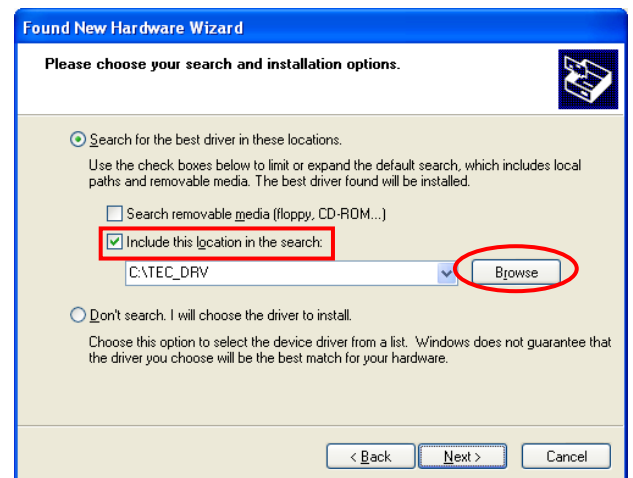 Found New Hardware Wizard
Please choose your search and installation options.
Search for the best driver in these locations.
Use the check boxes below to limit or expand the default search, which includes local
paths and removable media. The best driver found will be installed.
Search removable media (floppy, CD-ROM...)
Include this location in the search:
C:\TEC_DRV
Browse
Don't search. I will choose the driver to install.
Choose this option to select the device driver from a list. Windows does not guarantee that
the driver you choose will be the best match for your hardware.
< Back Next > Cancel